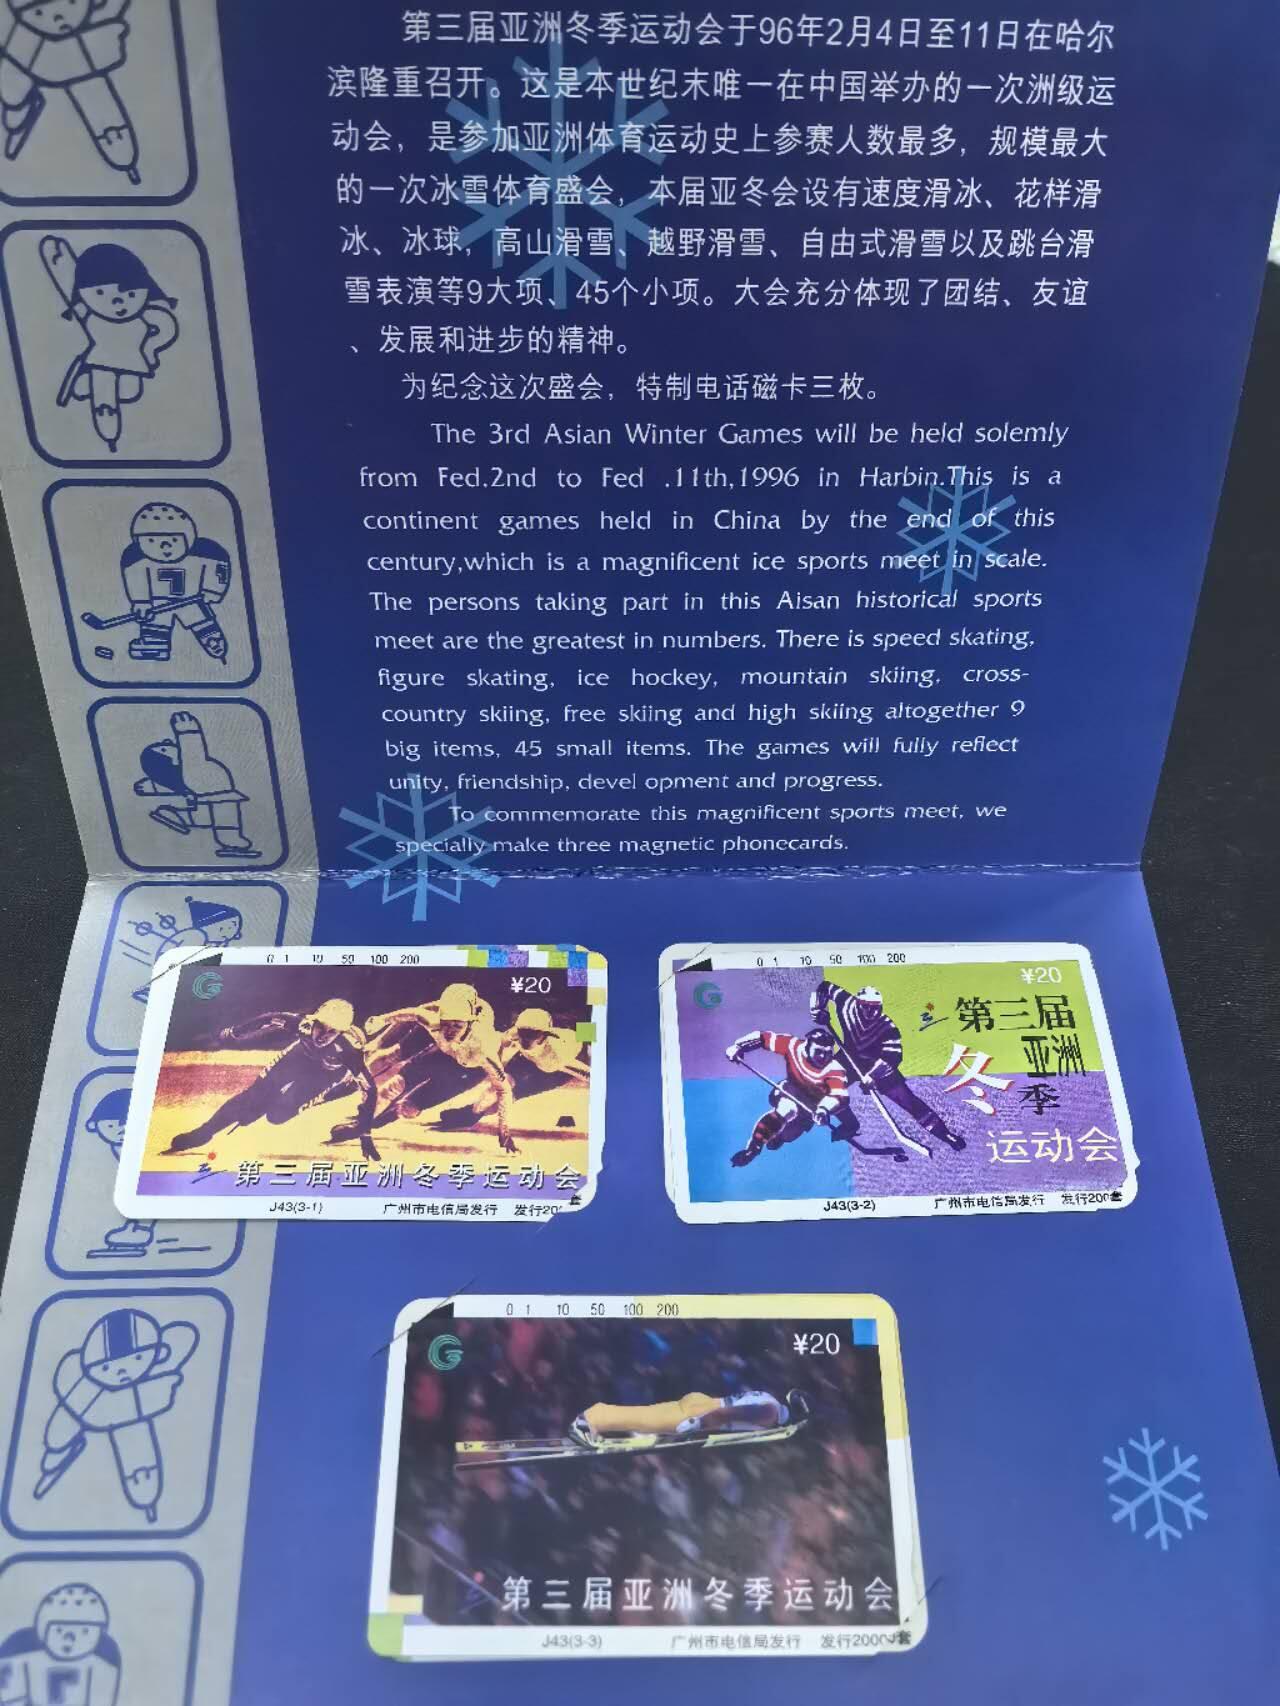 第三届亚洲冬季运动会于96年2月4日至11日在哈尔
滨隆重召开。这是本世纪末唯一在中国举办的一次洲级运
动会，是参加亚洲体育运动史上参赛人数最多，规模最大
的一次冰雪体育盛会，本届亚冬会设有速度滑冰、花样滑
冰、冰球，高山滑雪、越野滑雪、自由式滑雪以及跳台滑
雪表演等9大项、45个小项。大会充分体现了团结、友谊
、发展和进步的精神。
为纪念这次盛会，特制电话磁卡三枚。
The 3rd Asian Winter Games will be held solemly
from Fed.2nd to Fed .11th,1996 in Harbin.This is a
continent games held in China by the end of this
century,which is a magnificent ice sports meet in scale.
The persons taking part in this Aisan historical sports
meet are the greatest in numbers. There is speed skating,
figure skating, ice hockey, mountain skiing, cross-
country skiing, free skiing and high skiing altogether 9
big items, 45 small items. The games will fully reflect
unity, friendship, devel opment and progress.
To commemorate this magnificent sports meet, we
specially make three magnetic phonecards.
0 1 10 50 100 200
¥20
第三届亚洲冬季运动会
J43(3-1) 广州市电信局发行 发行20 套
0 1 10 50 100 200
¥20
第三届
亚洲
冬季
运动会
J43(3-2) 广州市电信局发行 发行200 套
0 1 10 50 100 200
¥20
第三届亚洲冬季运动会
J43(3-3) 广州市电信局发行 发行2000 套